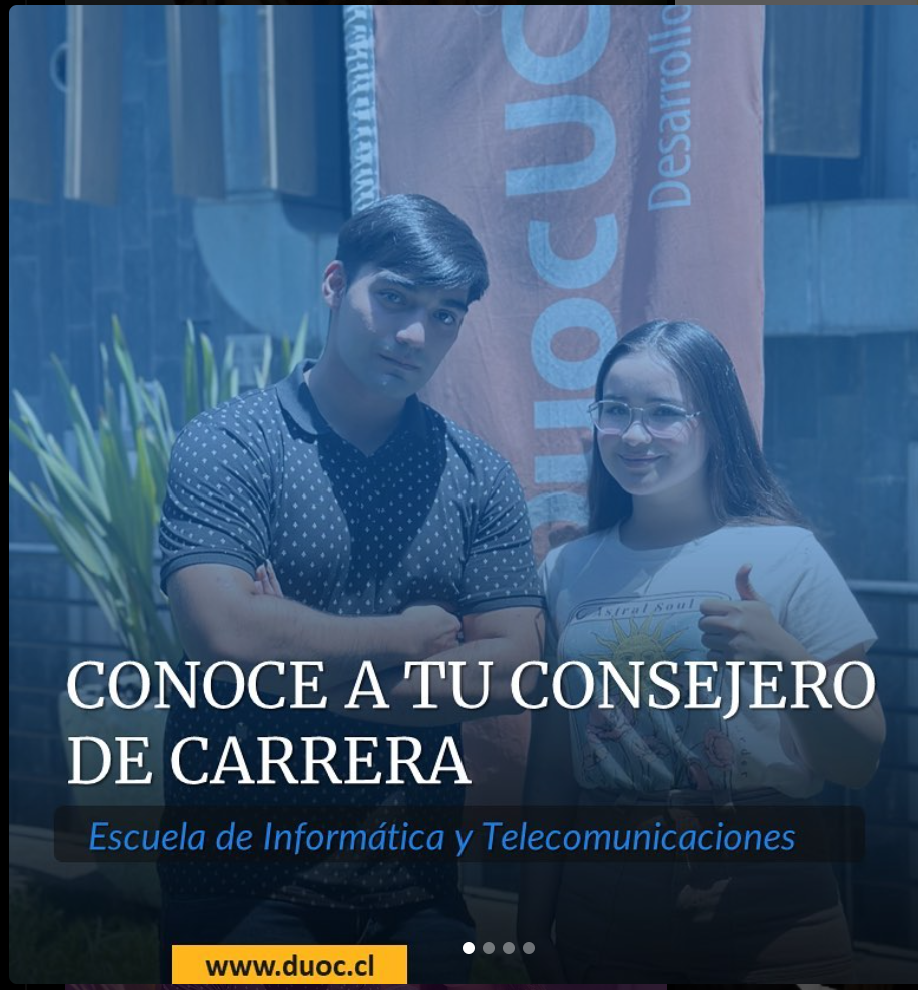 DUOCUC
Desarrollo
Astral Soul
CONOCE A TU CONSEJERO
DE CARRERA
Escuela de Informática y Telecomunicaciones
www.duoc.cl